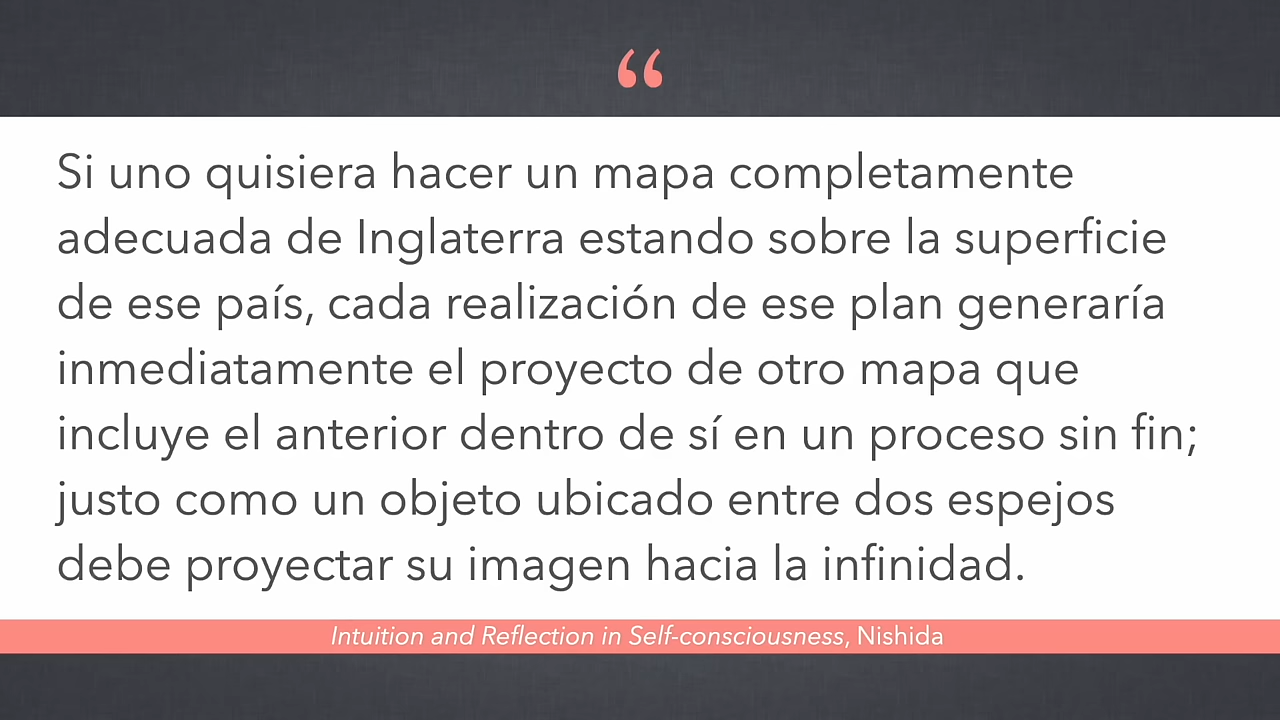 “
Si uno quisiera hacer un mapa completamente
adecuada de Inglaterra estando sobre la superficie
de ese país, cada realización de ese plan generaría
inmediatamente el proyecto de otro mapa que
incluye el anterior dentro de sí en un proceso sin fin;
justo como un objeto ubicado entre dos espejos
debe proyectar su imagen hacia la infinidad.
Intuition and Reflection in Self-consciousness, Nishida